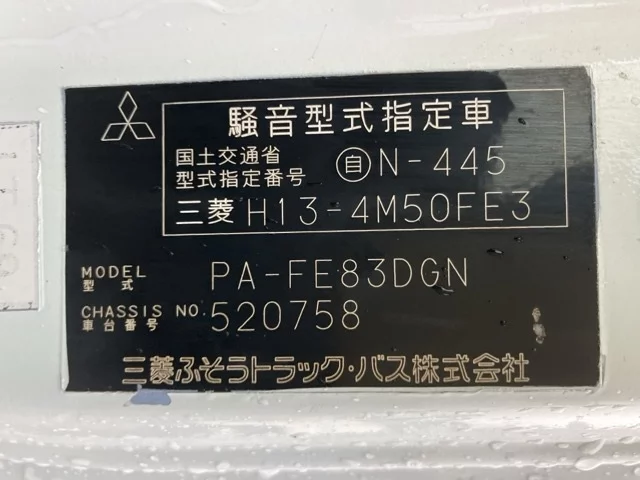 騒音型式指定車
国土交通省
型式指定番号 自N-445
三菱 H13-4M50FE3
MODEL
型式 PA-FE83DGN
CHASSIS NO.
車台番号 520758
三菱ふそうトラック・バス株式会社